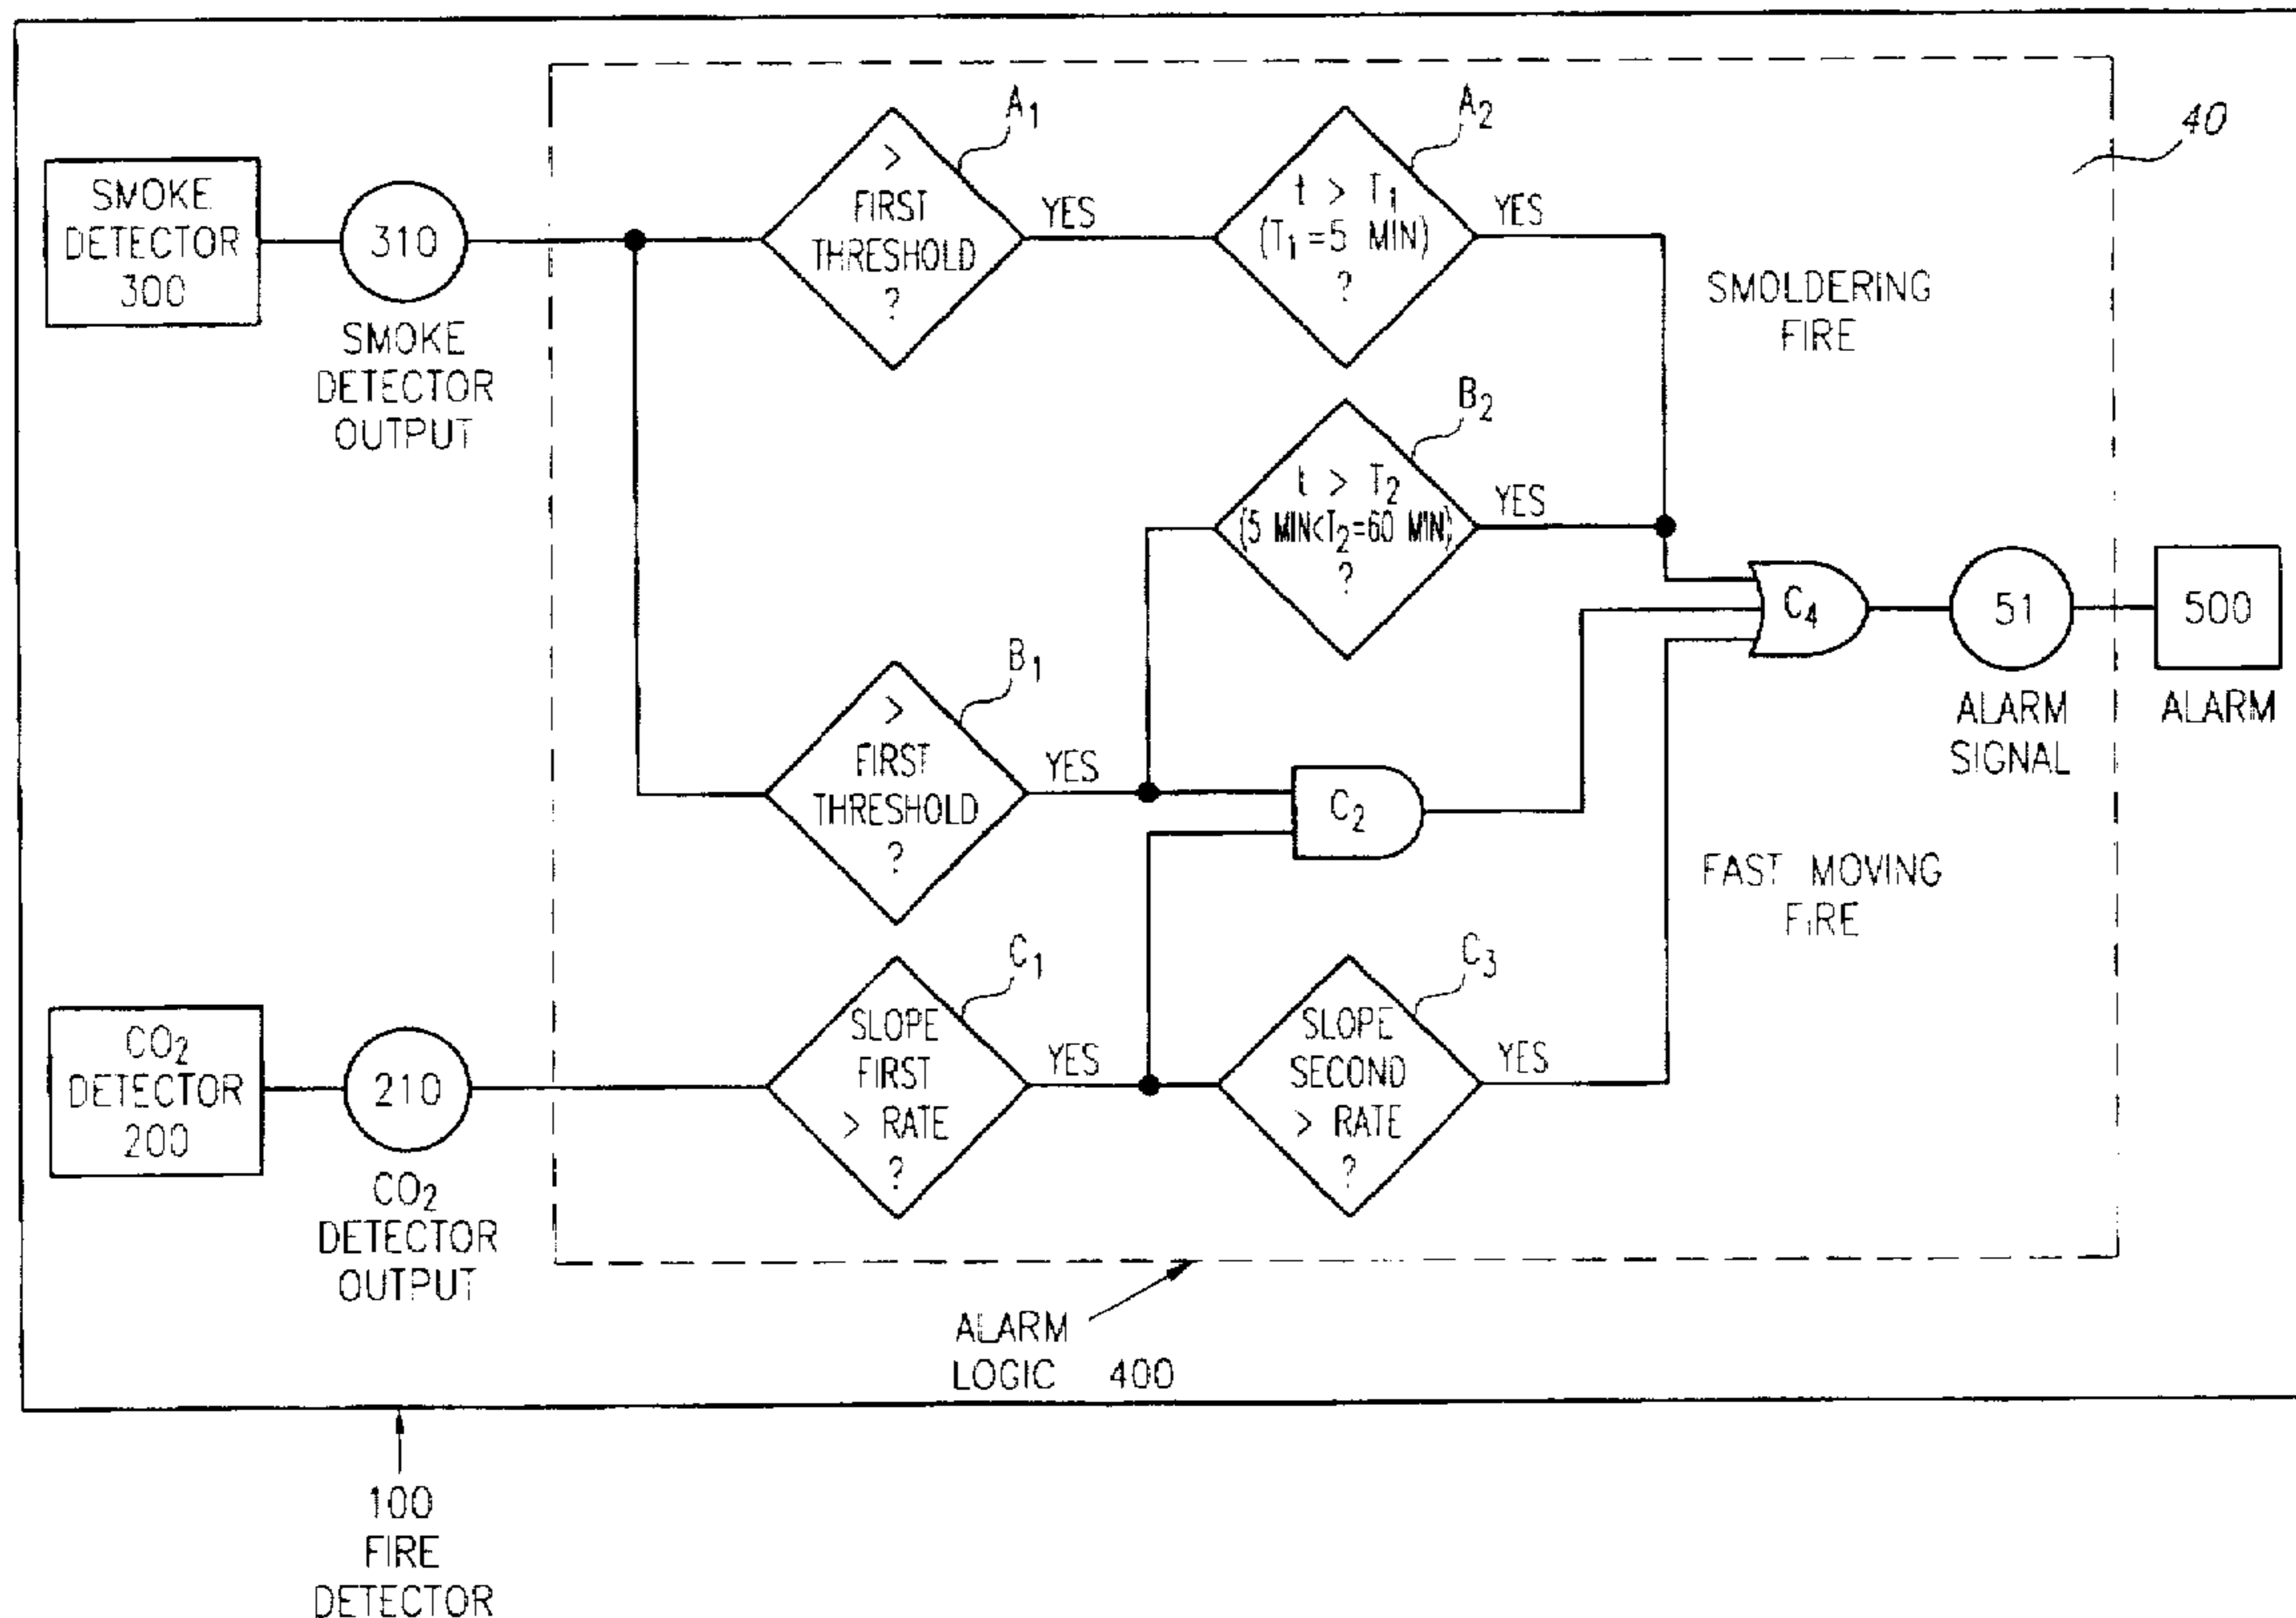 A₁
A₂
40
SMOKE
DETECTOR
300
310
SMOKE
DETECTOR
OUTPUT
>
FIRST
THRESHOLD
?
YES
t > T₁
(T₁=5 MIN)
?
YES
SMOLDERING
FIRE
B₂
t > T₂
(5 MIN<T₂=60 MIN)
?
YES
B₁
>
FIRST
THRESHOLD
?
YES
C₂
C₄
51
ALARM
SIGNAL
500
ALARM
FAST MOVING
FIRE
CO₂
DETECTOR
200
210
CO₂
DETECTOR
OUTPUT
C₁
SLOPE
FIRST
> RATE
?
YES
C₃
SLOPE
SECOND
> RATE
?
YES
ALARM
LOGIC 400
100
FIRE
DETECTOR